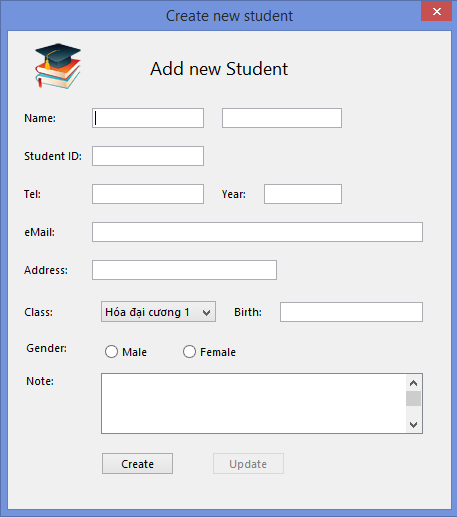 Create new student
Add new Student
Name:
Student ID:
Tel: Year:
eMail:
Address:
Class: Hóa đại cương 1 Birth:
Gender: Male Female
Note:
Create Update